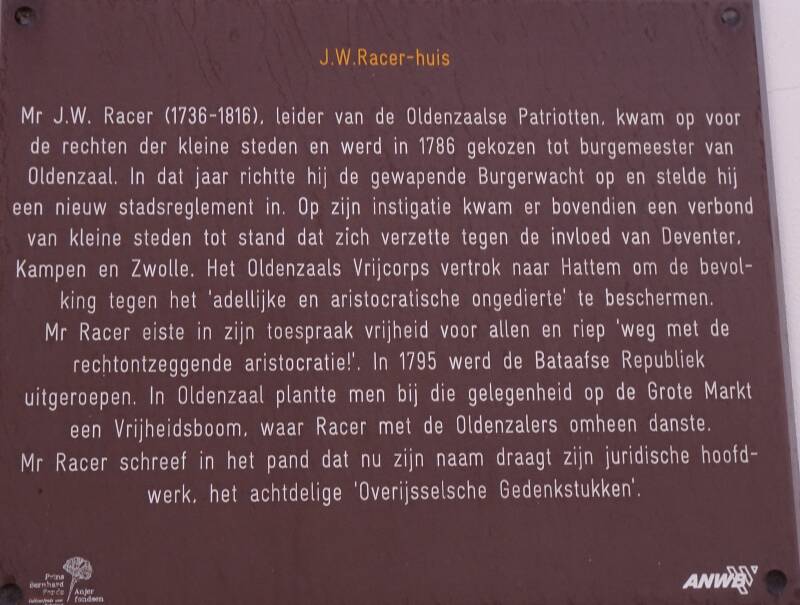 J.W.Racer-huis
Mr J.W. Racer (1736-1816), leider van de Oldenzaalse Patriotten, kwam op voor
de rechten der kleine steden en werd in 1786 gekozen tot burgemeester van
Oldenzaal. In dat jaar richtte hij de gewapende Burgerwacht op en stelde hij
een nieuw stadsreglement in. Op zijn instigatie kwam er bovendien een verbond
van kleine steden tot stand dat zich verzette tegen de invloed van Deventer,
Kampen en Zwolle. Het Oldenzaals Vrijcorps vertrok naar Hattem om de bevol-
king tegen het 'adellijke en aristocratische ongedierte' te beschermen.
Mr Racer eiste in zijn toespraak vrijheid voor allen en riep 'weg met de
rechtontzeggende aristocratie!'. In 1795 werd de Bataafse Republiek
uitgeroepen. In Oldenzaal plantte men bij die gelegenheid op de Grote Markt
een Vrijheidsboom, waar Racer met de Oldenzalers omheen danste.
Mr Racer schreef in het pand dat nu zijn naam draagt zijn juridische hoofd-
werk, het achtdelige 'Overijsselsche Gedenkstukken'.
Prins
Bernhard
Fonds Anjer
fondsen
ANWB